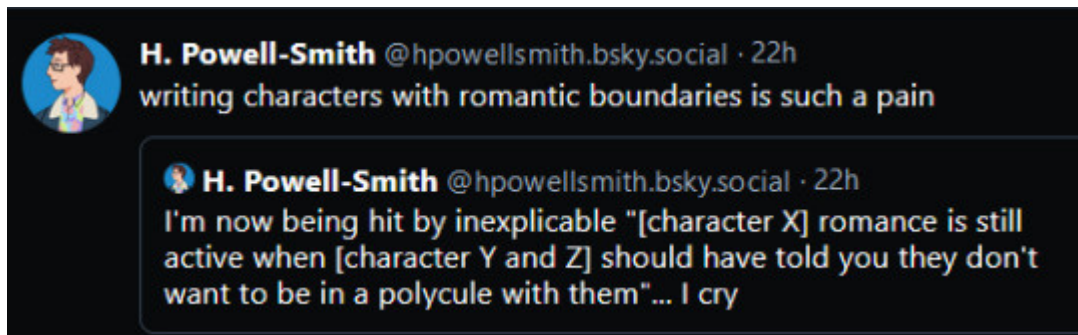 H. Powell-Smith @hpowellsmith.bsky.social · 22h
writing characters with romantic boundaries is such a pain
H. Powell-Smith @hpowellsmith.bsky.social · 22h
I'm now being hit by inexplicable "[character X] romance is still
active when [character Y and Z] should have told you they don't
want to be in a polycule with them"... I cry